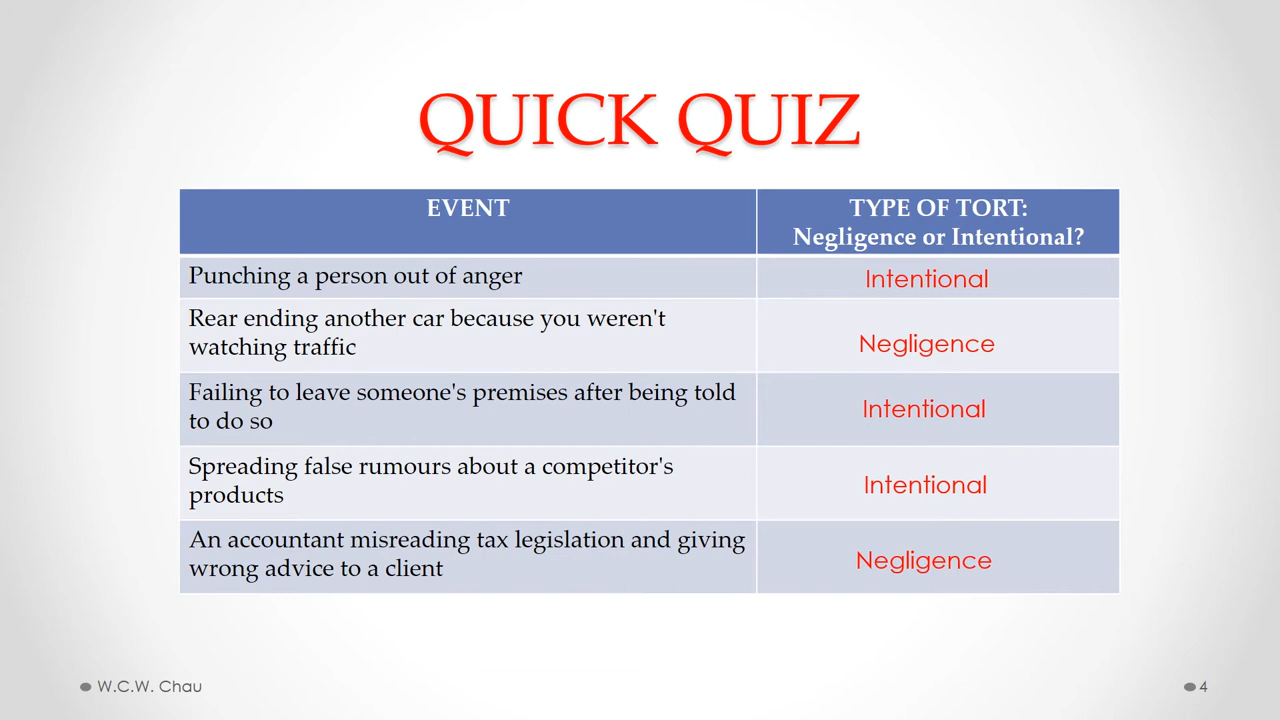 QUICK QUIZ
EVENT
TYPE OF TORT:
Negligence or Intentional?
Punching a person out of anger
Intentional
Rear ending another car because you weren't
watching traffic
Negligence
Failing to leave someone's premises after being told
to do so
Intentional
Spreading false rumours about a competitor's
products
Intentional
An accountant misreading tax legislation and giving
wrong advice to a client
Negligence
W.C.W. Chau
4